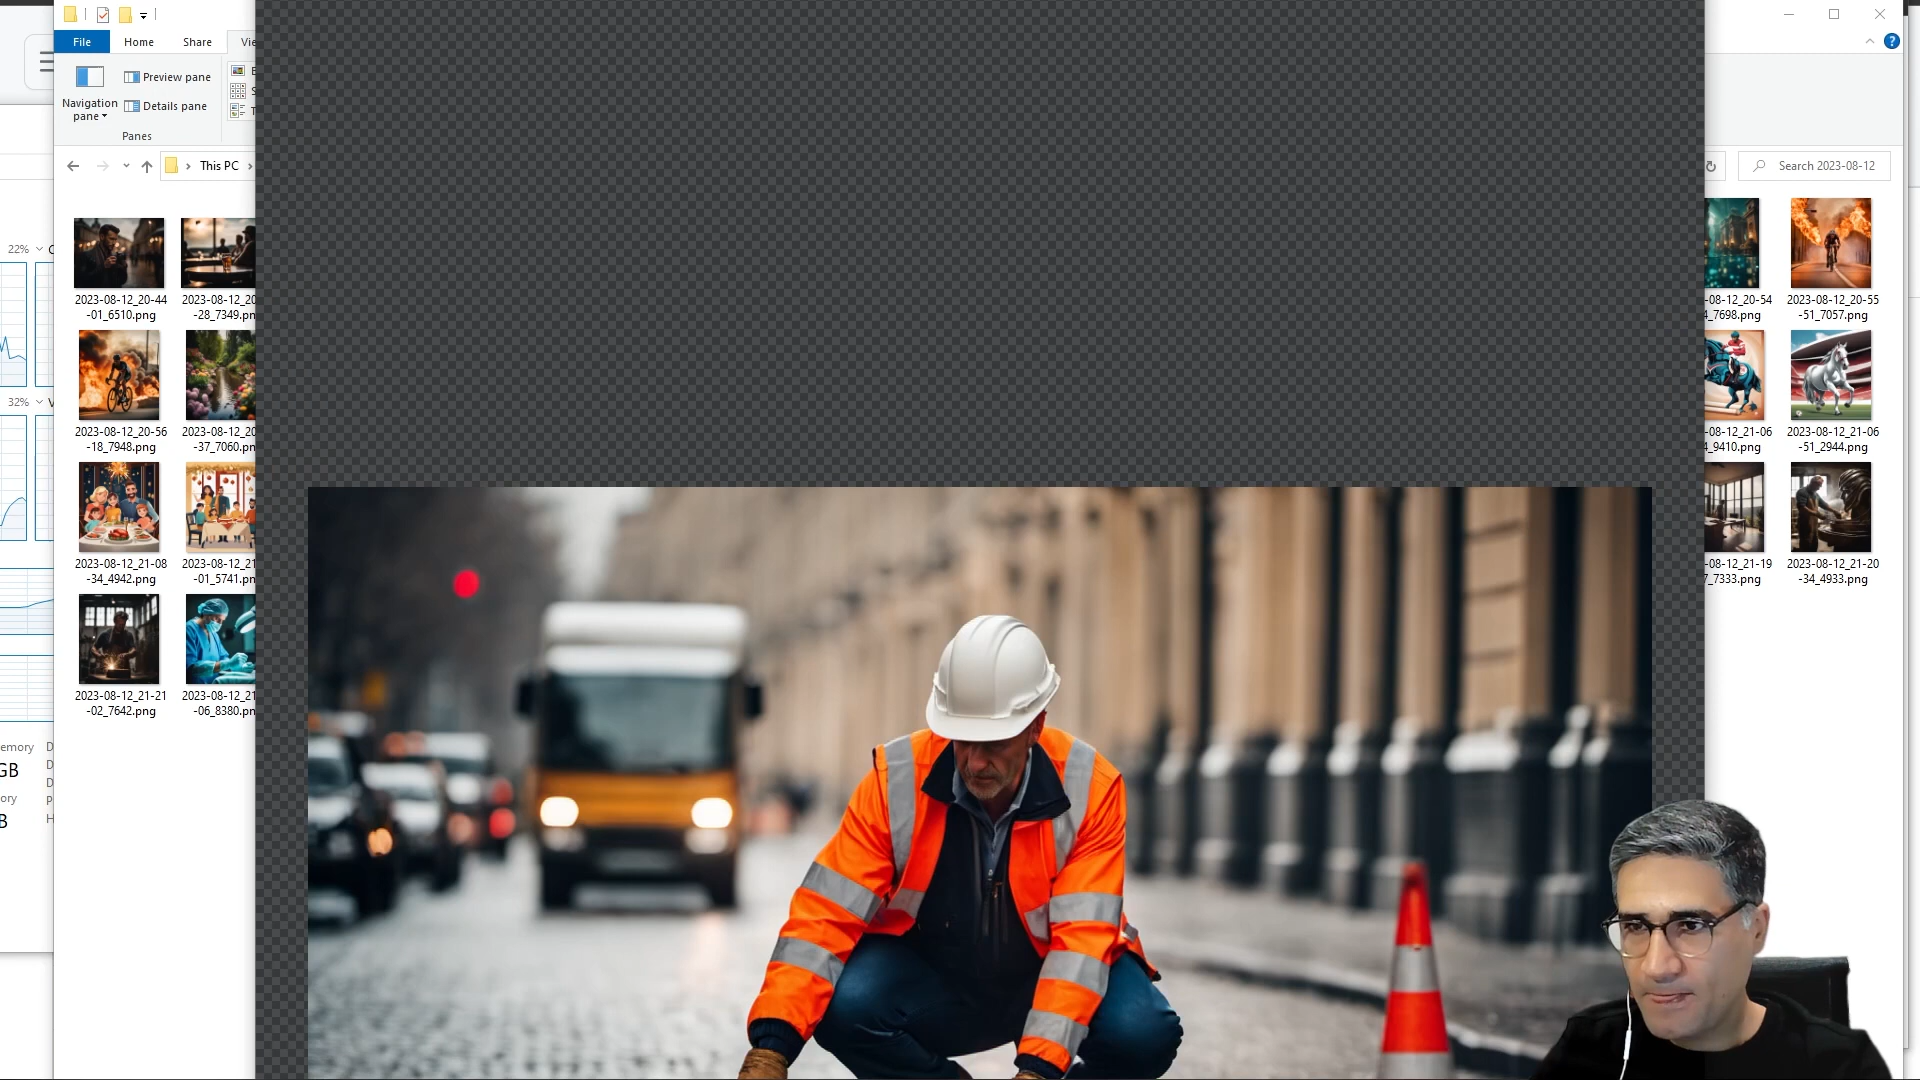 File
Home
Share
Vie
?
Preview pane
Navigation
pane
Details pane
Panes
This PC
Search 2023-08-12
22%
32%
2023-08-12_20-44
-01_6510.png
2023-08-12_20
-28_7349.pn
-08-12_20-54
_7698.png
2023-08-12_20-55
-51_7057.png
2023-08-12_20-56
-18_7948.png
2023-08-12_20
-37_7060.pn
-08-12_21-06
_9410.png
2023-08-12_21-06
-51_2944.png
2023-08-12_21-08
-34_4942.png
2023-08-12_21
-01_5741.pn
-08-12_21-19
_7333.png
2023-08-12_21-20
-34_4933.png
2023-08-12_21-21
-02_7642.png
2023-08-12_21
-06_8380.pn
emory
GB
ory
B